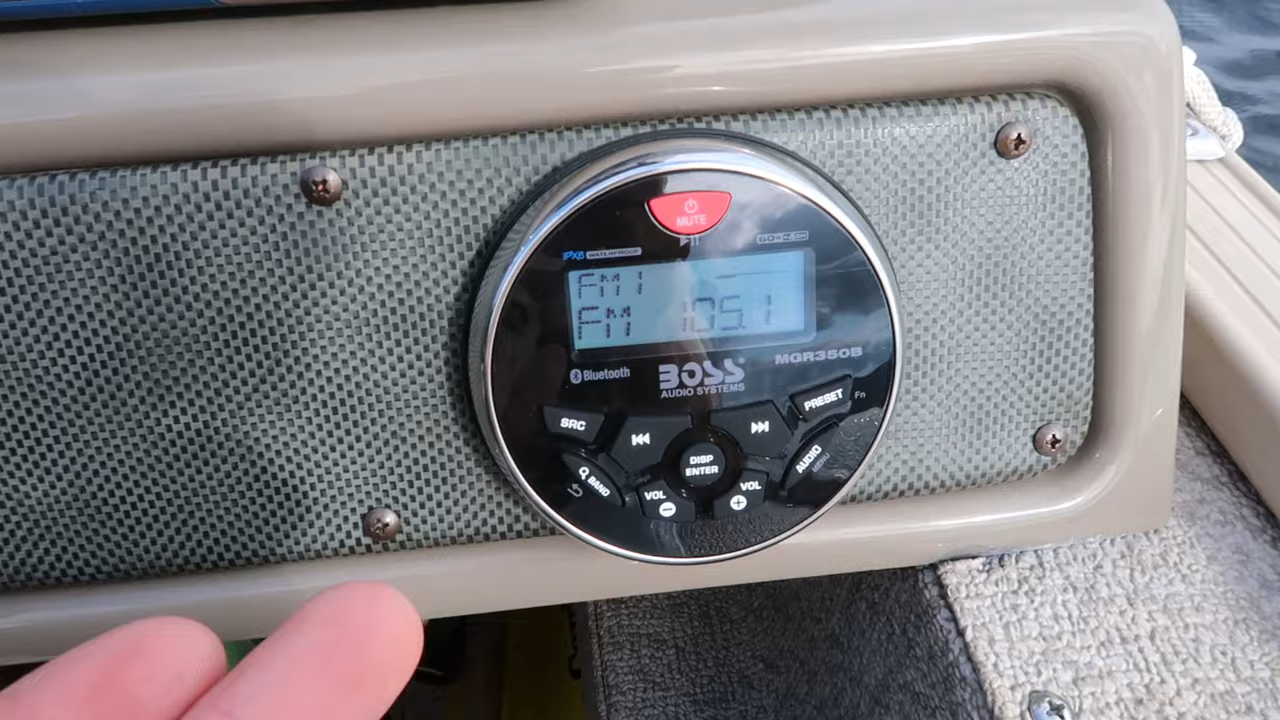 MUTE
IPX6 WATERPROOF
FM1
FM 105.1
MGR350B
Bluetooth
BOSS®
AUDIO SYSTEMS
PRESET
Fn
SRC
DISP
ENTER
AUDIO
MENU
BAND
VOL
VOL